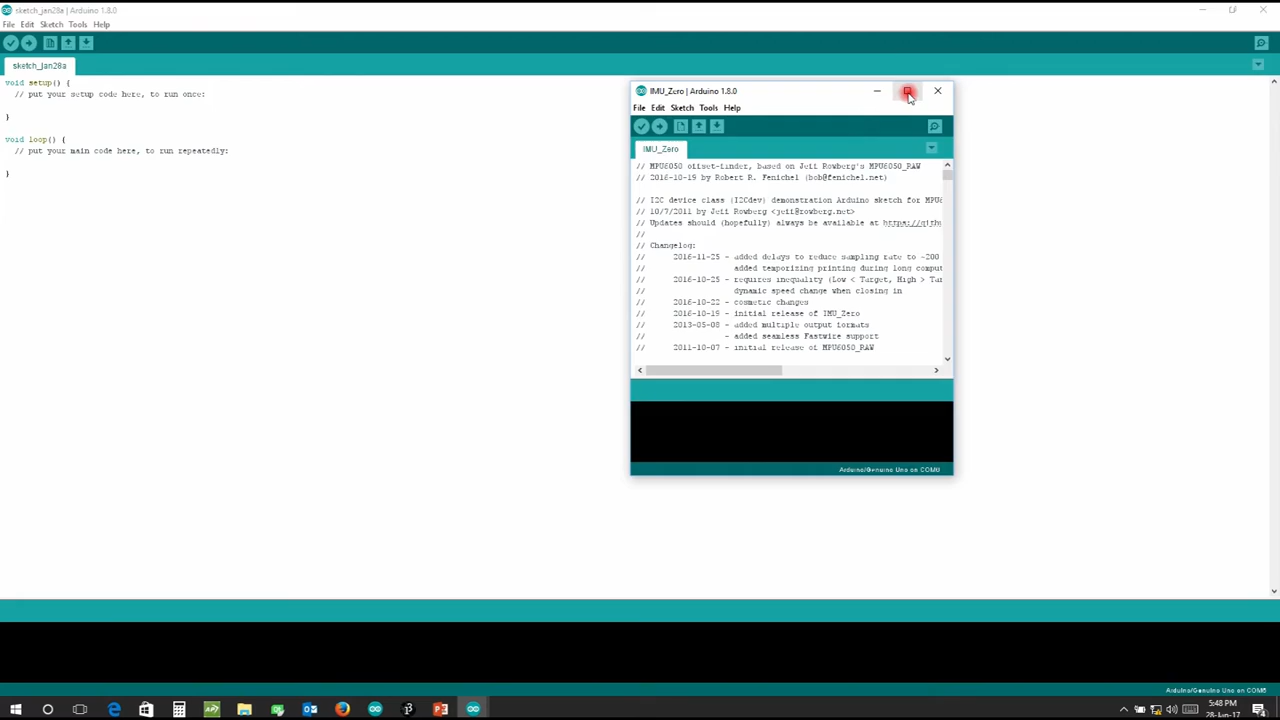 sketch_jan28a | Arduino 1.8.0
File Edit Sketch Tools Help
sketch_jan28a
void setup() {
// put your setup code here, to run once:
}
void loop() {
// put your main code here, to run repeatedly:
}
IMU_Zero | Arduino 1.8.0
File Edit Sketch Tools Help
IMU_Zero
// MPU6050 offset-finder, based on Jeff Rowberg's MPU6050_RAW
// 2016-10-19 by Robert R. Fenichel (bob@fenichel.net)
// I2C device class (I2Cdev) demonstration Arduino sketch for MPU6
// 10/7/2011 by Jeff Rowberg <jeff@rowberg.net>
// Updates should (hopefully) always be available at https://githu
//
// Changelog:
// 2016-11-25 - added delays to reduce sampling rate to ~200
// added temporizing printing during long comput
// 2016-10-25 - requires inequality (Low < Target, High > Tar
// dynamic speed change when closing in
// 2016-10-22 - cosmetic changes
// 2016-10-19 - initial release of IMU_Zero
// 2013-05-08 - added multiple output formats
// - added seamless Fastwire support
// 2011-10-07 - initial release of MPU6050_RAW
Arduino/Genuino Uno on COM6
Arduino/Genuino Uno on COM6
5:48 PM
28-Jan-17